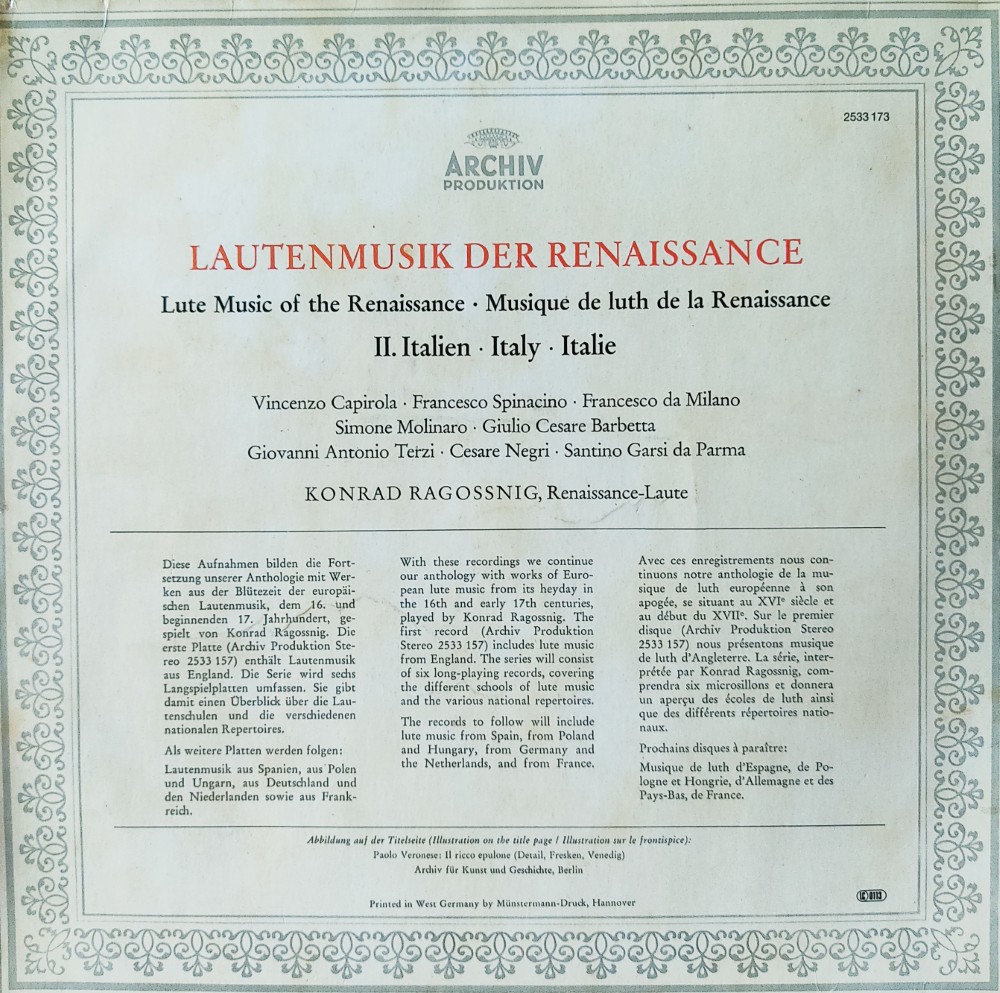 2533 173
ARCHIV
PRODUKTION
LAUTENMUSIK DER RENAISSANCE
Lute Music of the Renaissance · Musique de luth de la Renaissance
II. Italien · Italy · Italie
Vincenzo Capirola · Francesco Spinacino · Francesco da Milano
Simone Molinaro · Giulio Cesare Barbetta
Giovanni Antonio Terzi · Cesare Negri · Santino Garsi da Parma
KONRAD RAGOSSNIG, Renaissance-Laute
Diese Aufnahmen bilden die Fort-
setzung unserer Anthologie mit Wer-
ken aus der Blütezeit der europäi-
schen Lautenmusik, dem 16. und
beginnenden 17. Jahrhundert, ge-
spielt von Konrad Ragossnig. Die
erste Platte (Archiv Produktion Ste-
reo 2533 157) enthält Lautenmusik
aus England. Die Serie wird sechs
Langspielplatten umfassen. Sie gibt
damit einen Überblick über die Lau-
tenschulen und die verschiedenen
nationalen Repertoires.
Als weitere Platten werden folgen:
Lautenmusik aus Spanien, aus Polen
und Ungarn, aus Deutschland und
den Niederlanden sowie aus Frank-
reich.
With these recordings we continue
our anthology with works of Euro-
pean lute music from its heyday in
the 16th and early 17th centuries,
played by Konrad Ragossnig. The
first record (Archiv Produktion
Stereo 2533 157) includes lute music
from England. The series will consist
of six long-playing records, covering
the different schools of lute music
and the various national repertoires.
The records to follow will include
lute music from Spain, from Poland
and Hungary, from Germany and
the Netherlands, and from France.
Avec ces enregistrements nous con-
tinuons notre anthologie de la mu-
sique de luth européenne à son
apogée, se situant au XVIe siècle et
au début du XVIIe. Sur le premier
disque (Archiv Produktion Stereo
2533 157) nous présentons musique
de luth d'Angleterre. La série, inter-
prétée par Konrad Ragossnig, com-
prendra six microsillons et donnera
un aperçu des écoles de luth ainsi
que des différents répertoires natio-
naux.
Prochains disques à paraître:
Musique de luth d'Espagne, de Po-
logne et Hongrie, d'Allemagne et des
Pays-Bas, de France.
Abbildung auf der Titelseite (Illustration on the title page / Illustration sur le frontispice):
Paolo Veronese: Il ricco epulone (Detail, Fresken, Venedig)
Archiv für Kunst und Geschichte, Berlin
Printed in West Germany by Münstermann-Druck, Hannover